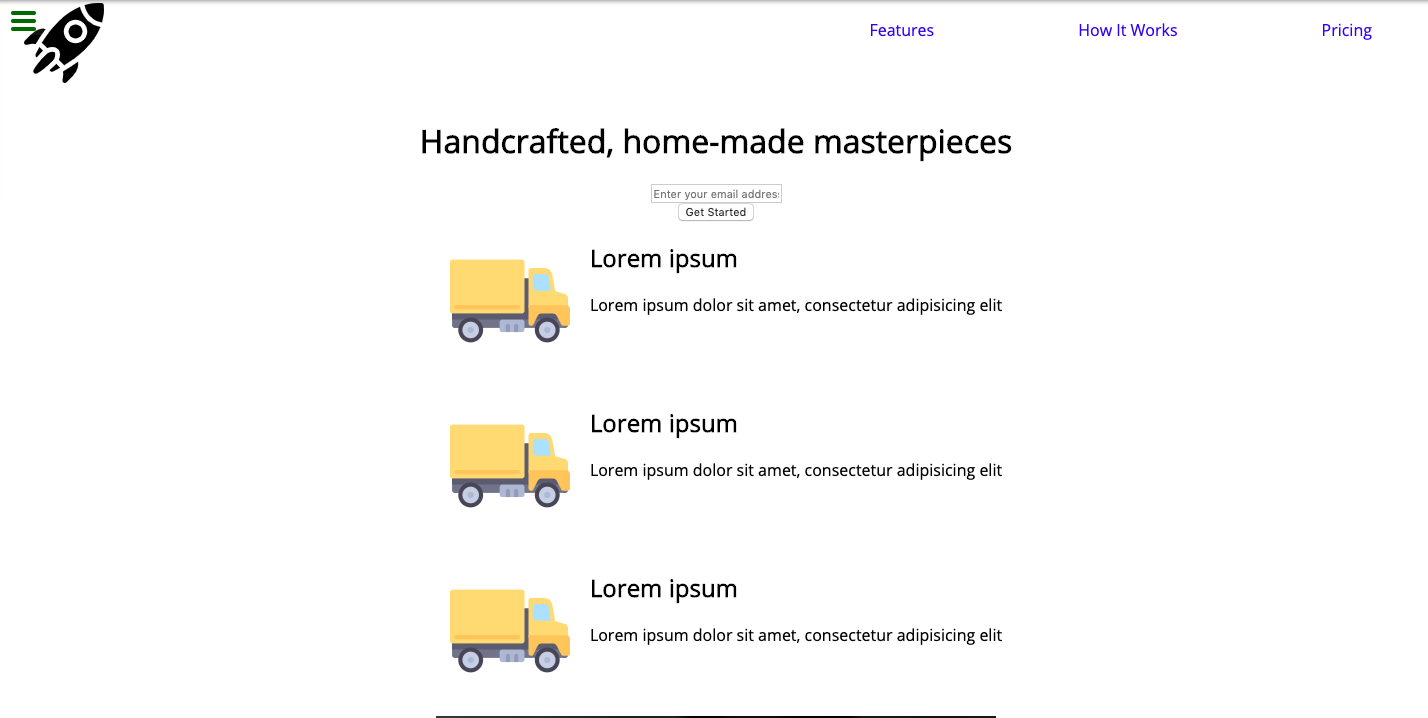 Features
How It Works
Pricing
Handcrafted, home-made masterpieces
Enter your email address
Get Started
Lorem ipsum
Lorem ipsum dolor sit amet, consectetur adipisicing elit
Lorem ipsum
Lorem ipsum dolor sit amet, consectetur adipisicing elit
Lorem ipsum
Lorem ipsum dolor sit amet, consectetur adipisicing elit